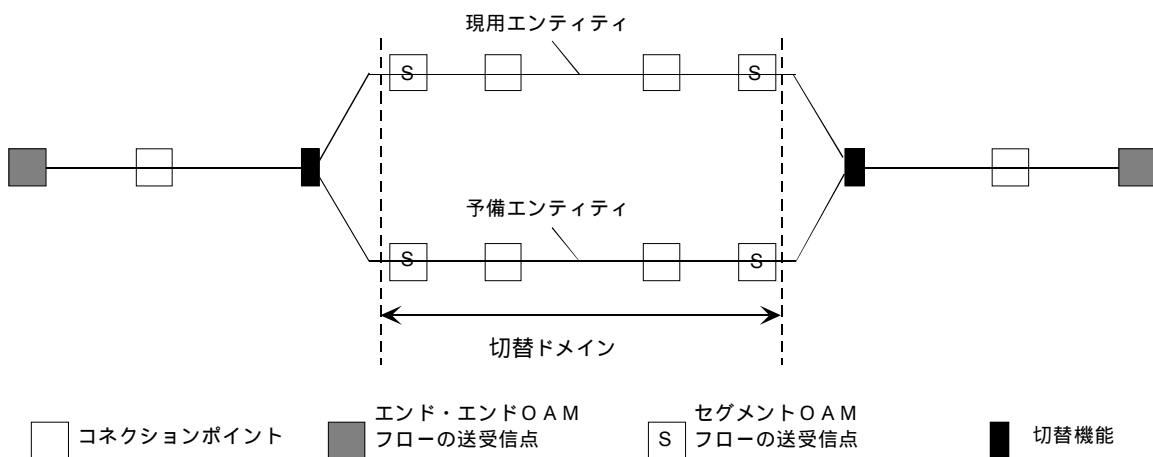 現用エンティティ
S
S
予備エンティティ
S
S
切替ドメイン
コネクションポイント
エンド・エンドＯＡＭ
フローの送受信点
S
セグメントＯＡＭ
フローの送受信点
切替機能